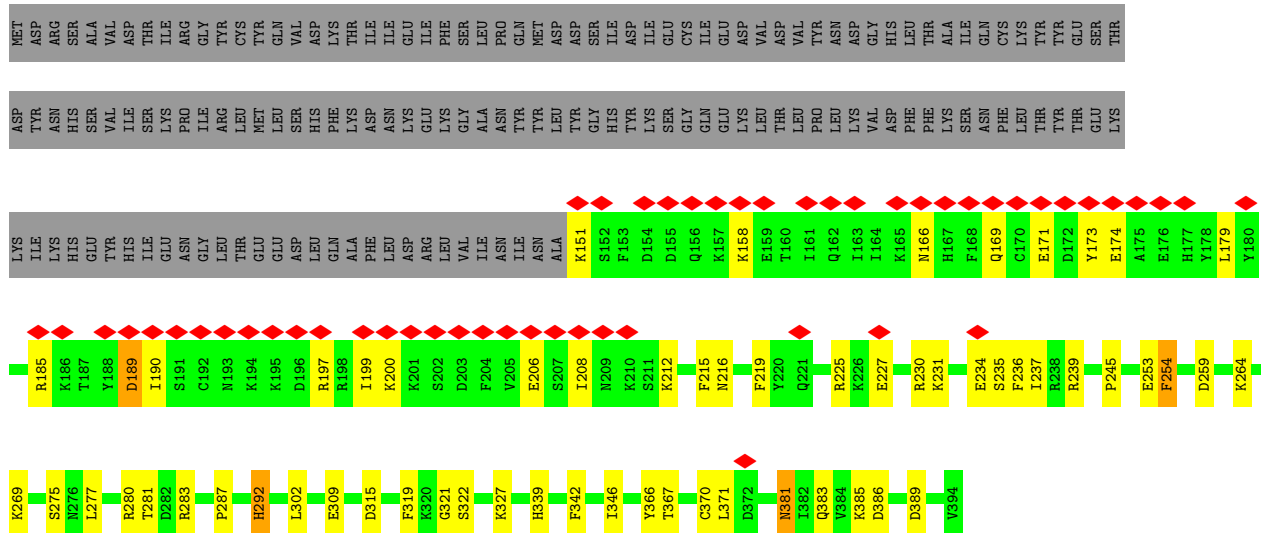 MET ASP ARG SER ALA VAL ASP THR ILE ARG GLY TYR CYS TYR GLN VAL ASP LYS THR ILE ILE GLU ILE PHE SER LEU PRO GLN MET ASP ASP SER ILE ASP ILE GLU CYS ILE GLU ASP VAL ASP VAL TYR ASN ASP GLY HIS LEU THR ALA ILE GLN CYS LYS TYR TYR GLU SER THR
ASP TYR ASN HIS SER VAL ILE SER LYS PRO ILE ARG LEU MET LEU SER HIS PHE LYS ASP ASN LYS GLU LYS GLY ALA ASN TYR TYR LEU TYR GLY HIS TYR LYS SER GLY GLN GLU LYS LEU THR LEU PRO LEU LYS VAL ASP PHE PHE LYS SER ASN PHE LEU THR TYR THR GLU LYS
LYS ILE LYS HIS GLU TYR HIS ILE GLU ASN GLY LEU THR GLU GLU ASP LEU GLN ALA PHE LEU ASP ARG LEU VAL ILE ASN ILE ASN ALA K151 S152 F153 D154 D155 Q156 K157 K158 E159 T160 I161 Q162 I163 I164 K165 N166 H167 F168 Q169 C170 E171 D172 Y173 E174 A175 E176 H177 Y178 L179 Y180
R185 K186 T187 Y188 D189 I190 S191 C192 N193 K194 K195 D196 R197 R198 I199 K200 K201 S202 D203 F204 V205 E206 S207 I208 N209 K210 S211 K212 F215 N216 F219 Y220 Q221 R225 K226 E227 R230 K231 E234 S235 F236 I237 R238 R239 P245 E253 F254 D259 K264
K269 S275 N276 L277 R280 T281 D282 R283 P287 H292 L302 E309 D315 F319 K320 G321 S322 K327 H339 F342 I346 Y366 T367 C370 L371 D372 N381 I382 Q383 V384 K385 D386 D389 V394